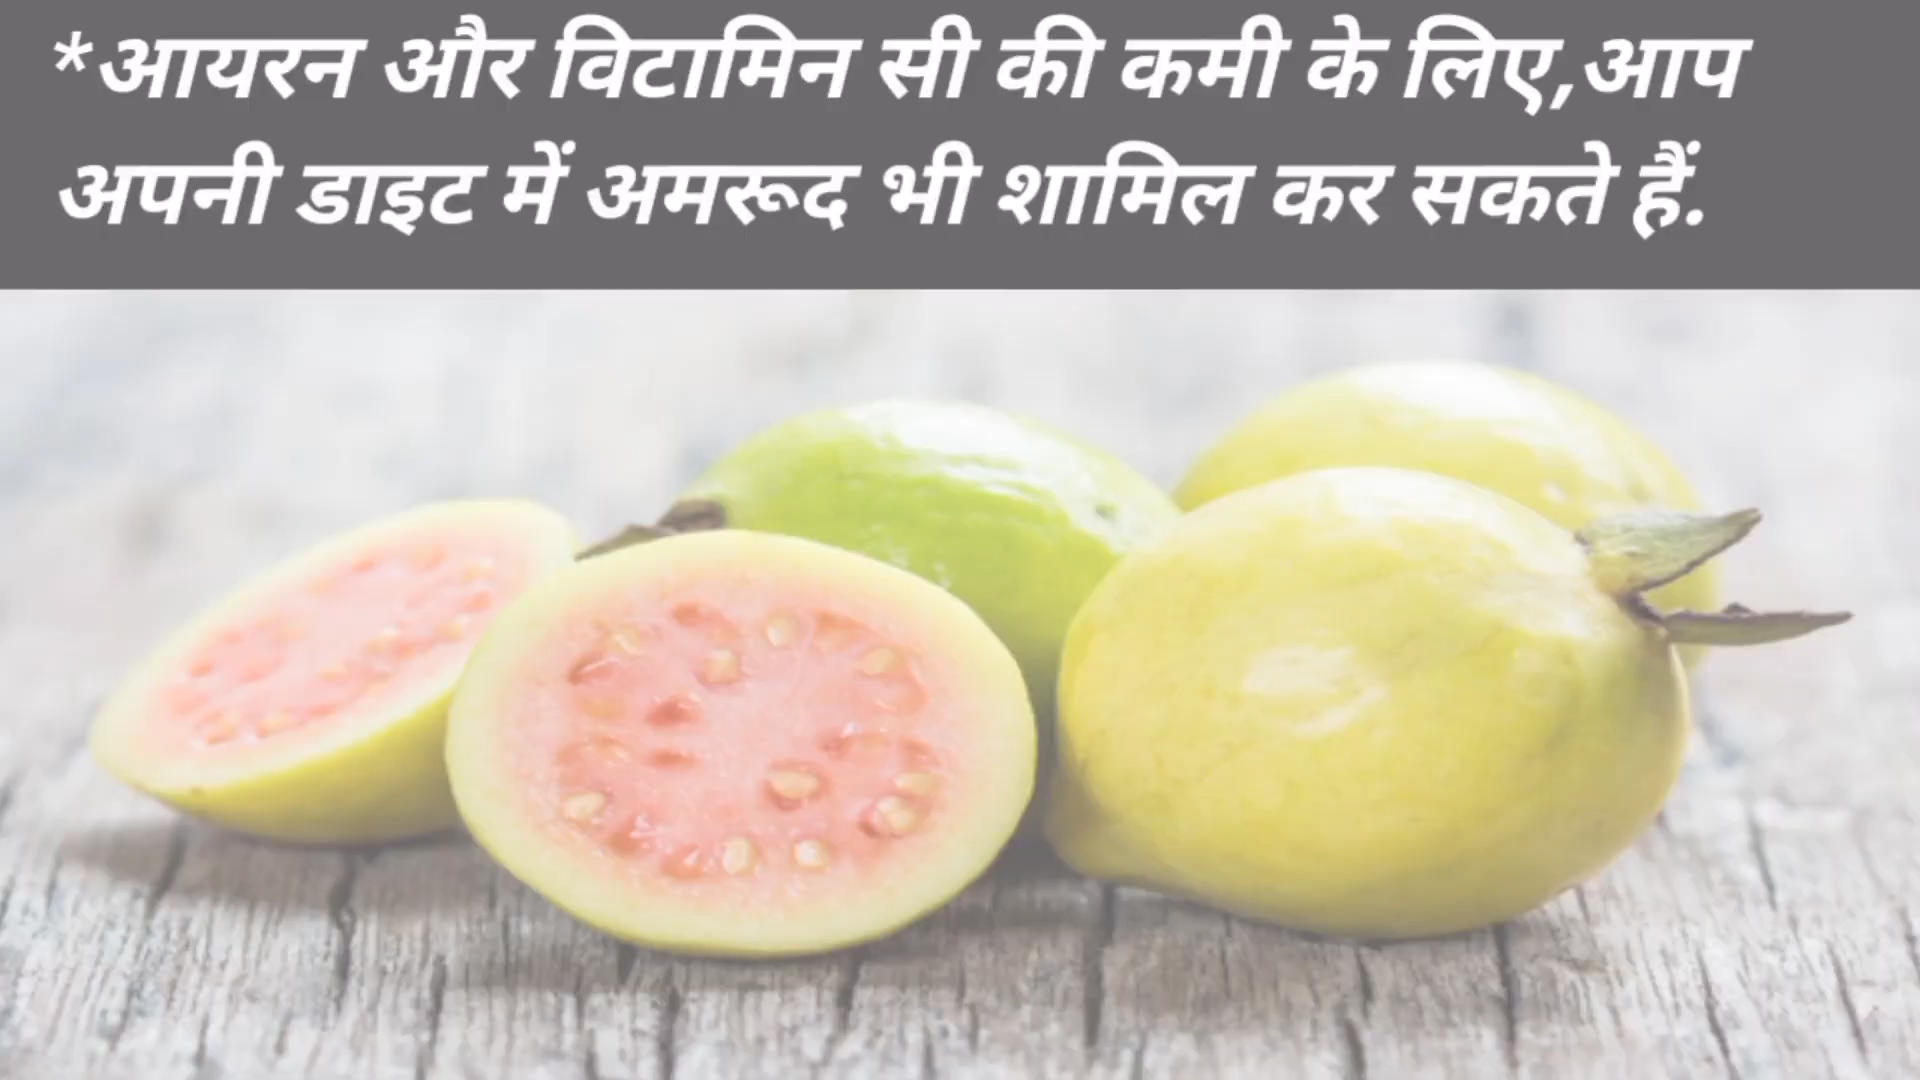 *आयरन और विटामिन सी की कमी के लिए,आप
अपनी डाइट में अमरूद भी शामिल कर सकते हैं.